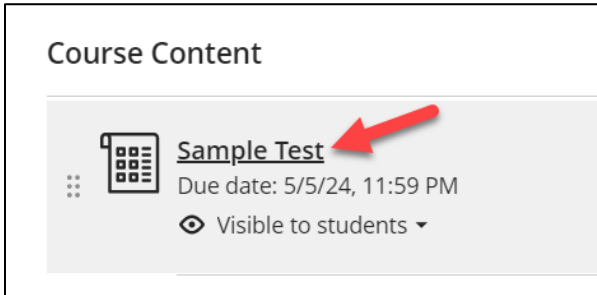 Course Content
Sample Test
Due date: 5/5/24, 11:59 PM
Visible to students